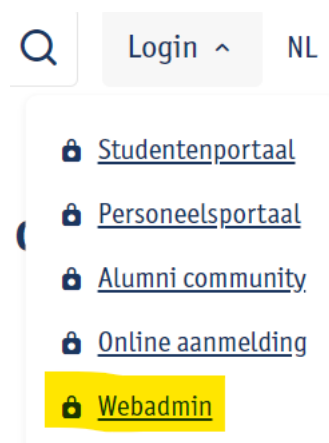 Login NL
Studentenportaal
Personeelsportaal
Alumni community
Online aanmelding
Webadmin